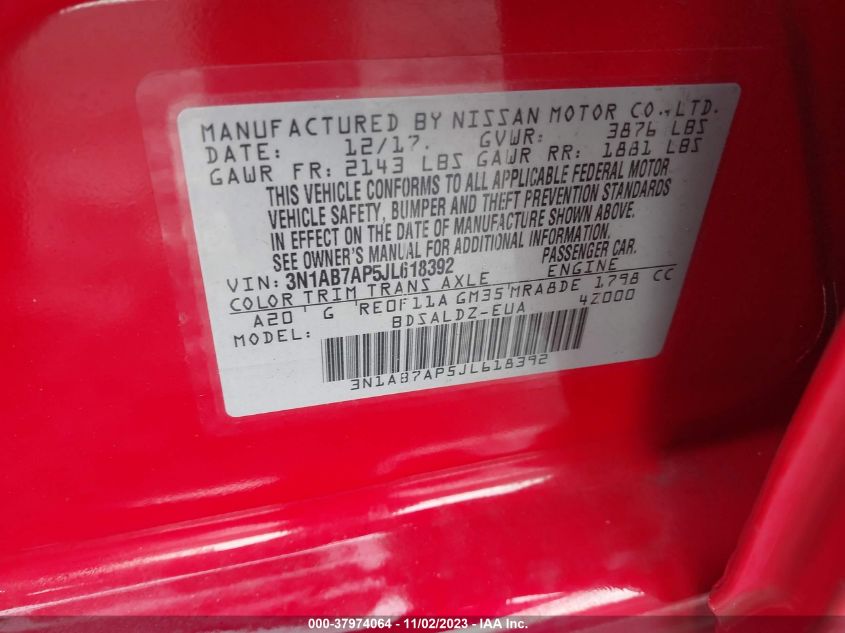 MANUFACTURED BY NISSAN MOTOR CO., LTD.
DATE: 12/17. GVWR: 3876 LBS
GAWR FR: 2143 LBS GAWR RR: 1881 LBS
THIS VEHICLE CONFORMS TO ALL APPLICABLE FEDERAL MOTOR
VEHICLE SAFETY, BUMPER AND THEFT PREVENTION STANDARDS
IN EFFECT ON THE DATE OF MANUFACTURE SHOWN ABOVE.
SEE OWNER'S MANUAL FOR ADDITIONAL INFORMATION.
VIN: 3N1AB7AP5JL618392 PASSENGER CAR.
COLOR TRIM TRANS AXLE ENGINE
A20 G RE0F11A GM35 MRA8DE 1798 CC
MODEL: BDSALDZ-EUA 4Z000
3N1AB7AP5JL618392
000-37974064 - 11/02/2023 - IAA Inc.